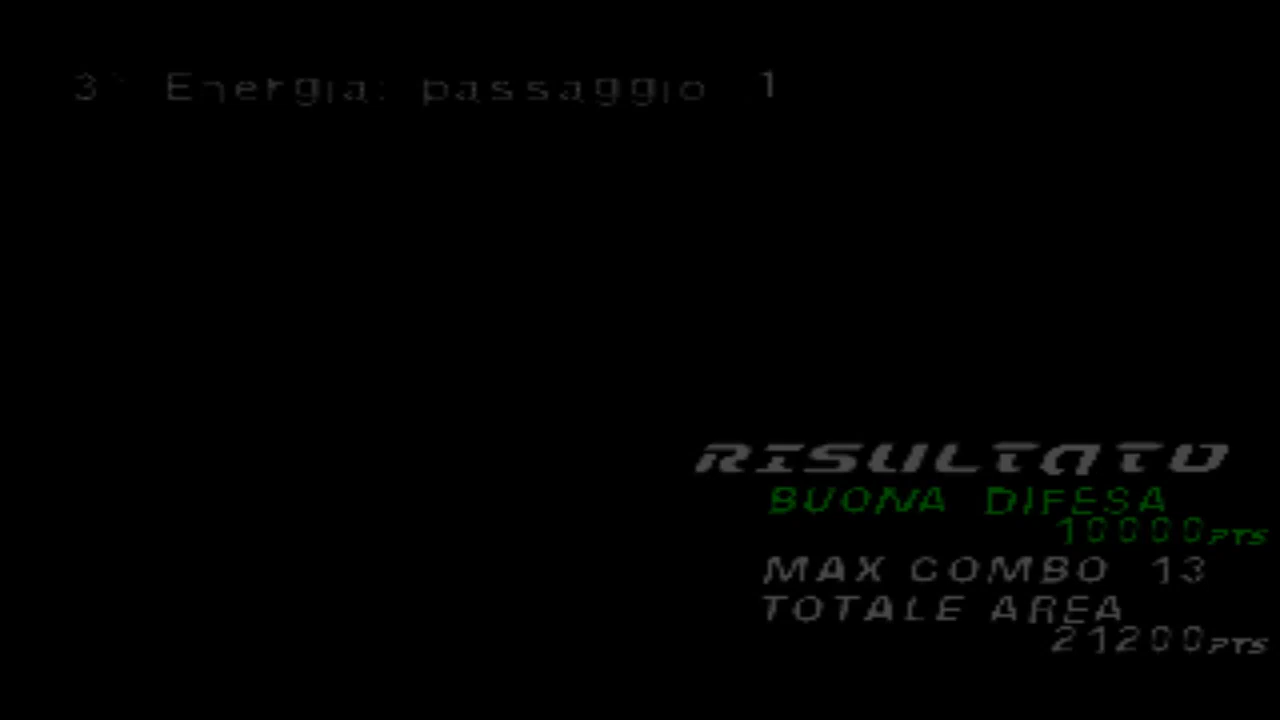 3° Energia: passaggio 1
RISULTATO
BUONA DIFESA
10000PTS
MAX COMBO 13
TOTALE AREA
21200PTS